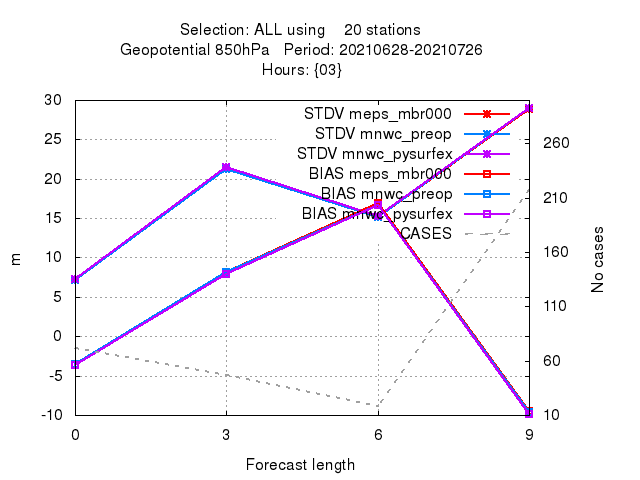 Selection: ALL using    20 stations
Geopotential 850hPa   Period: 20210628-20210726
Hours: {03}
30
25
20
15
10
5
0
-5
-10
m
0
3
6
9
Forecast length
260
210
160
110
60
10
No cases
STDV meps_mbr000
STDV mnwc_preop
STDV mnwc_pysurfex
BIAS meps_mbr000
BIAS mnwc_preop
BIAS mnwc_pysurfex
CASES